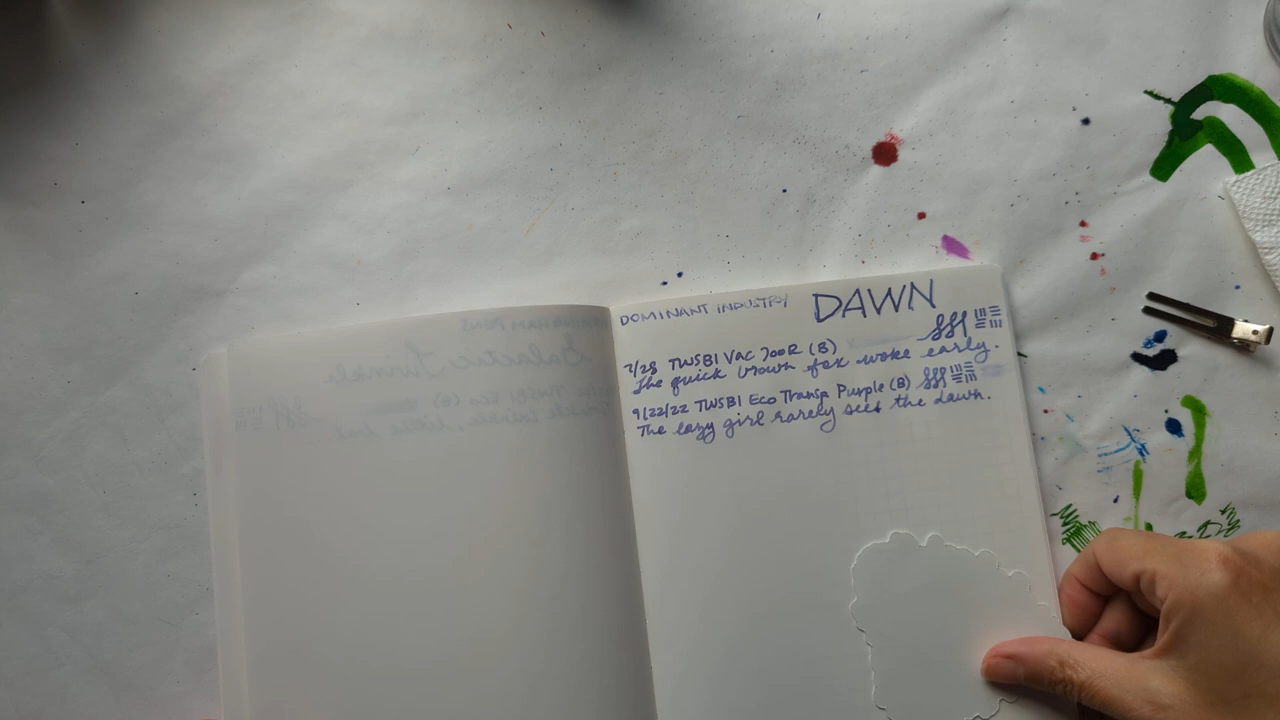 DOMINANT INDUSTRY DAWN
7/28 TWSBI Vac 700R (B)
The quick brown fox woke early.
9/22/22 TWSBI Eco Transp Purple (B)
The lazy girl rarely sees the dawn.